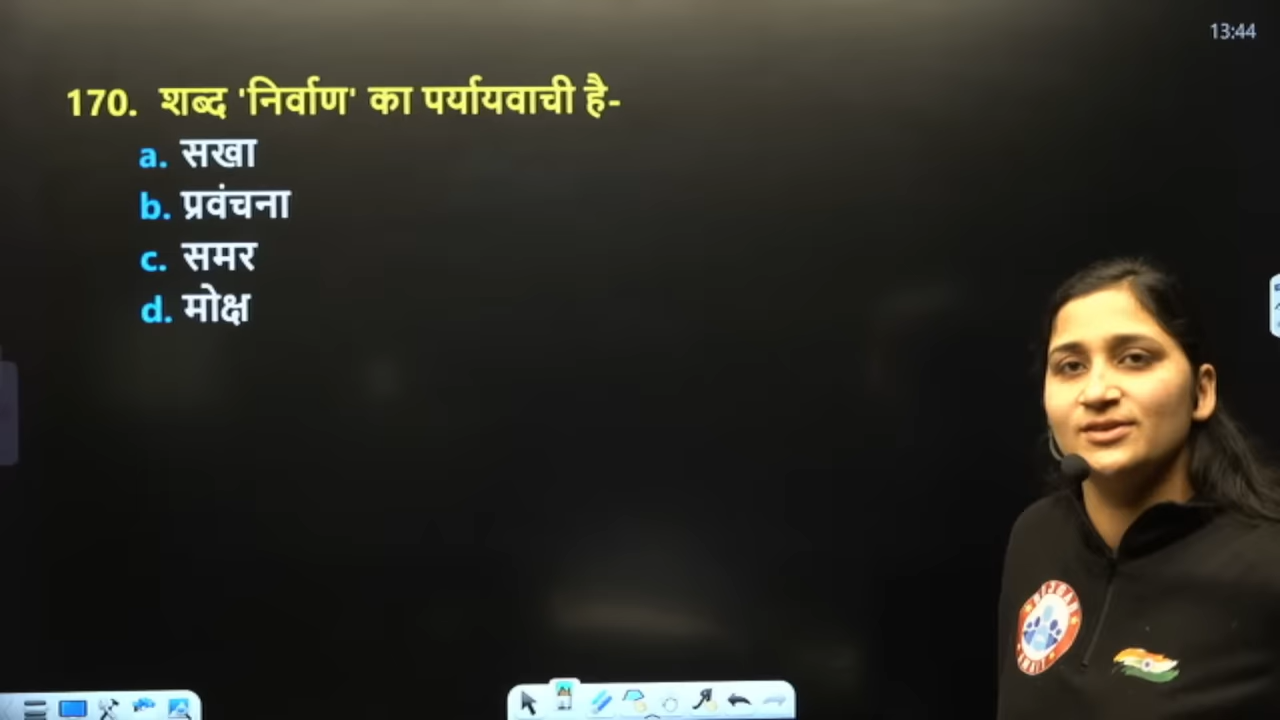 13:44
170. शब्द 'निर्वाण' का पर्यायवाची है-
a. सखा
b. प्रवंचना
c. समर
d. मोक्ष